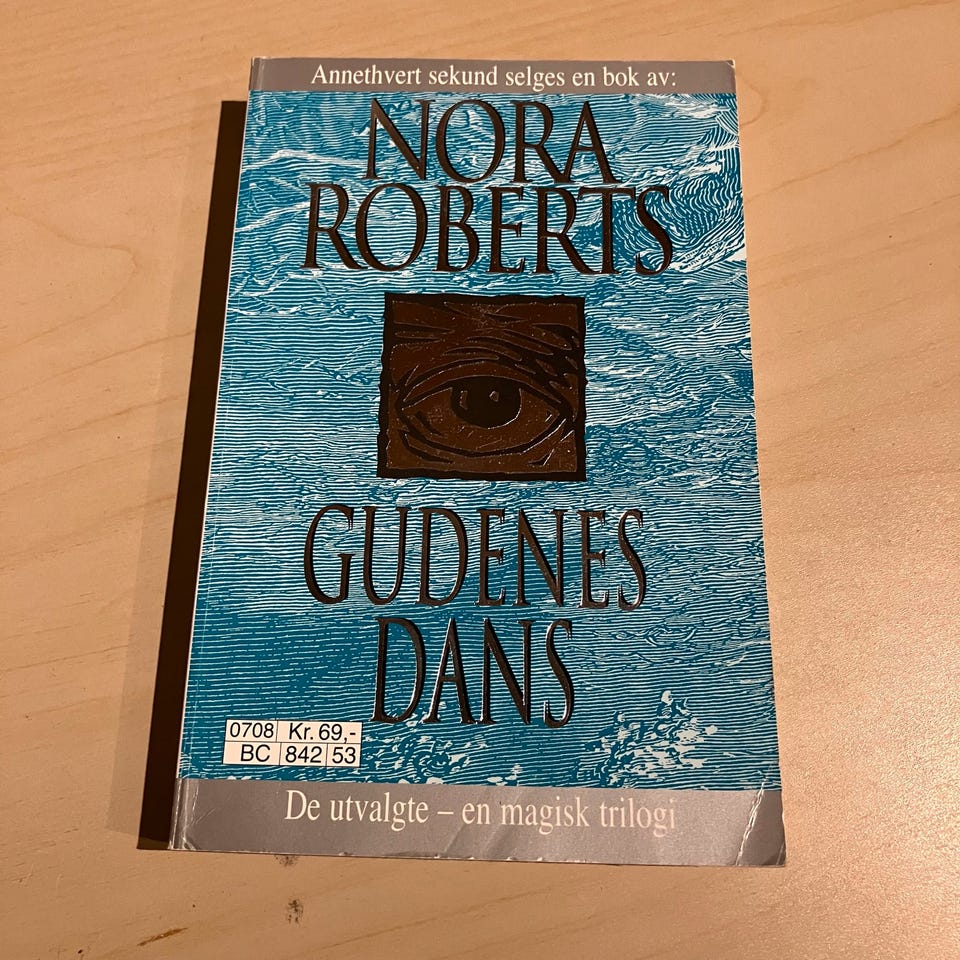 Annethvert sekund selges en bok av:
NORA
ROBERTS
GUDENES
DANS
0708 Kr. 69,-
BC 842 53
De utvalgte – en magisk trilogi